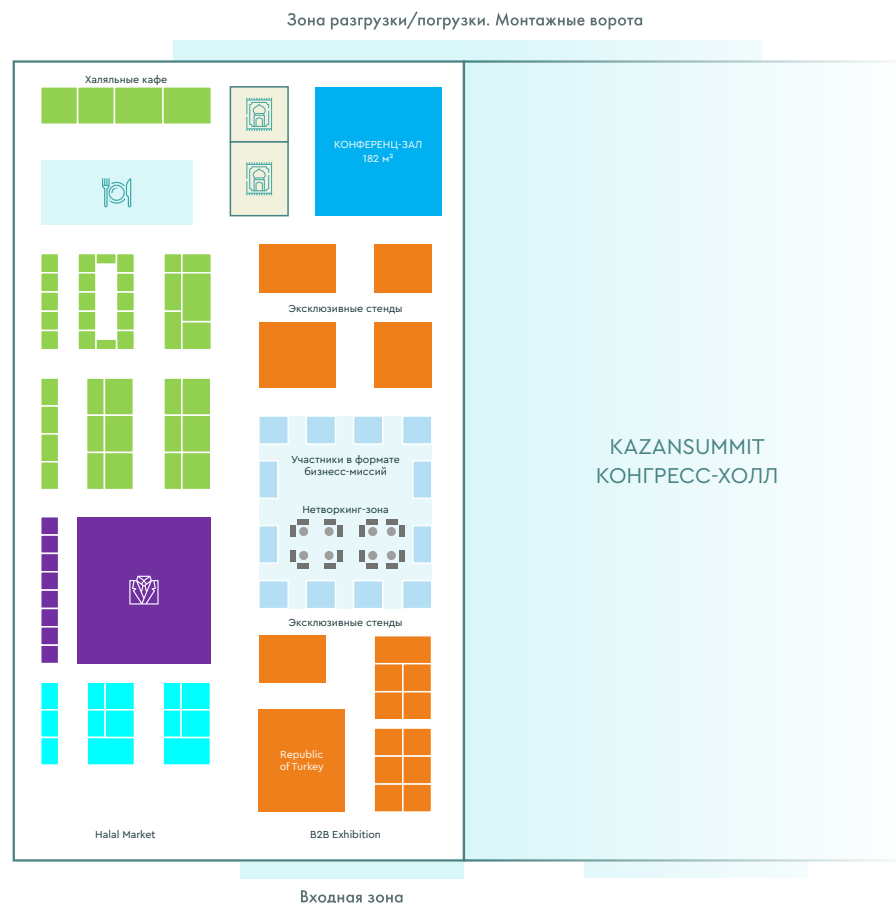 Зона разгрузки/погрузки. Монтажные ворота
Халяльные кафе
КОНФЕРЕНЦ-ЗАЛ
182 м²
Эксклюзивные стенды
KAZANSUMMIT
КОНГРЕСС-ХОЛЛ
Участники в формате
бизнесс-миссий
Нетворкинг-зона
Эксклюзивные стенды
Republic
of Turkey
Halal Market
B2B Exhibition
Входная зона